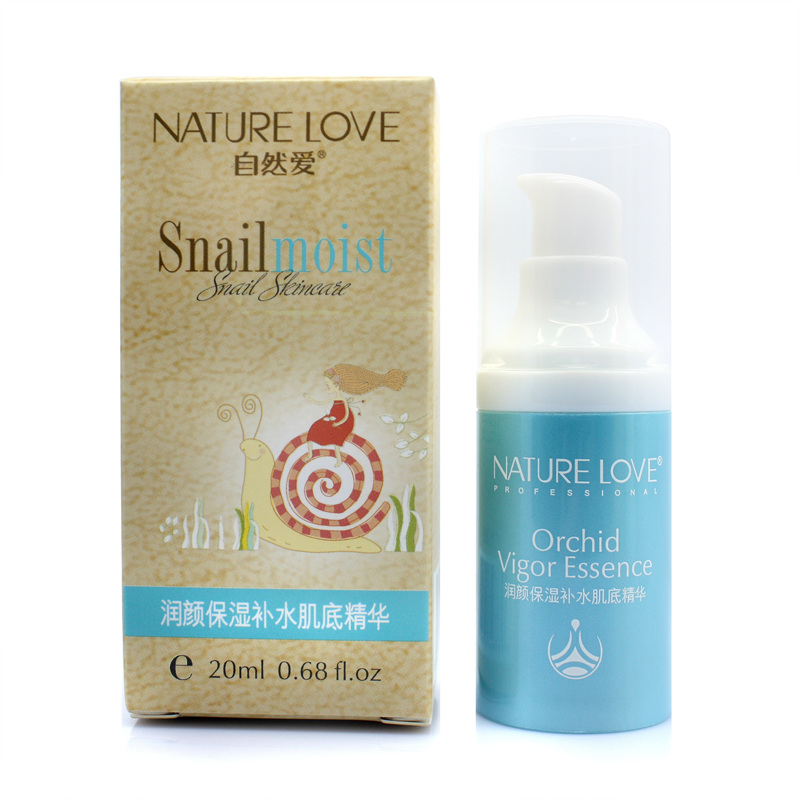 NATURE LOVE
自然爱®
Snailmoist
Snail Skincare
润颜保湿补水肌底精华
e 20ml 0.68 fl.oz
NATURE LOVE®
PROFESSIONAL
Orchid
Vigor Essence
润颜保湿补水肌底精华